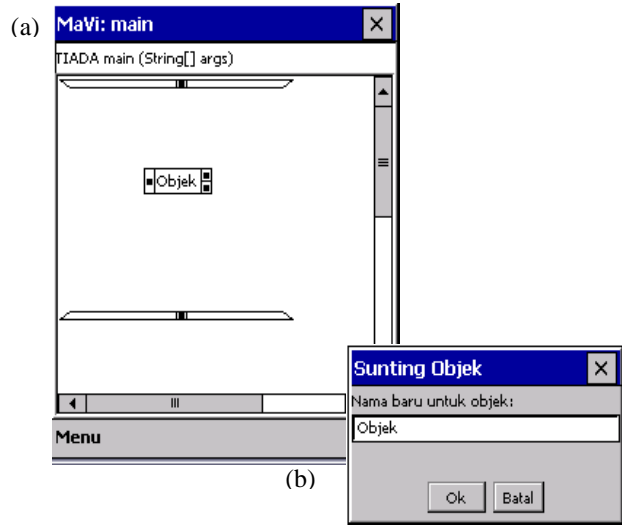 (a)
MaVi: main
TIADA main (String[] args)
Objek
Menu
(b)
Sunting Objek
Nama baru untuk objek:
Objek
Ok Batal